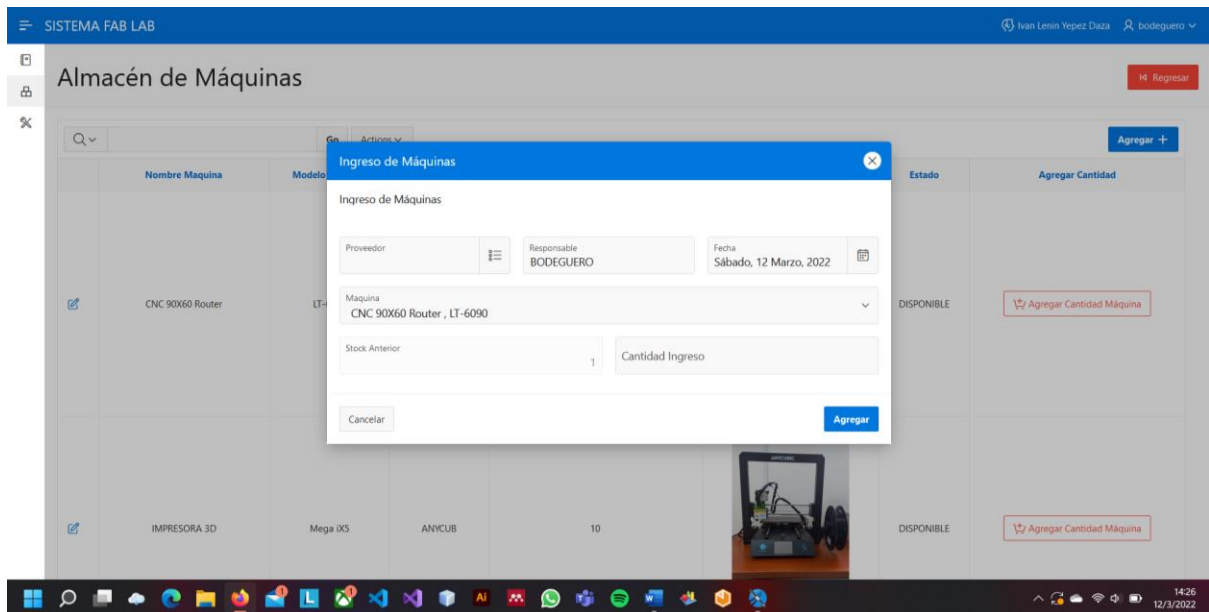 SISTEMA FAB LAB
Ivan Lenin Yepez Daza bodeguero
Almacén de Máquinas
Regresar
Go Actions
Agregar +
Nombre Maquina Modelo Estado Agregar Cantidad
Ingreso de Máquinas
Ingreso de Máquinas
Proveedor
Responsable
BODEGUERO
Fecha
Sábado, 12 Marzo, 2022
Maquina
CNC 90X60 Router , LT-6090
Stock Anterior
1
Cantidad Ingreso
Cancelar
Agregar
CNC 90X60 Router DISPONIBLE Agregar Cantidad Máquina
ANYCUBIC
IMPRESORA 3D Mega iX5 ANYCUB 10 DISPONIBLE Agregar Cantidad Máquina
14:26
12/3/2022